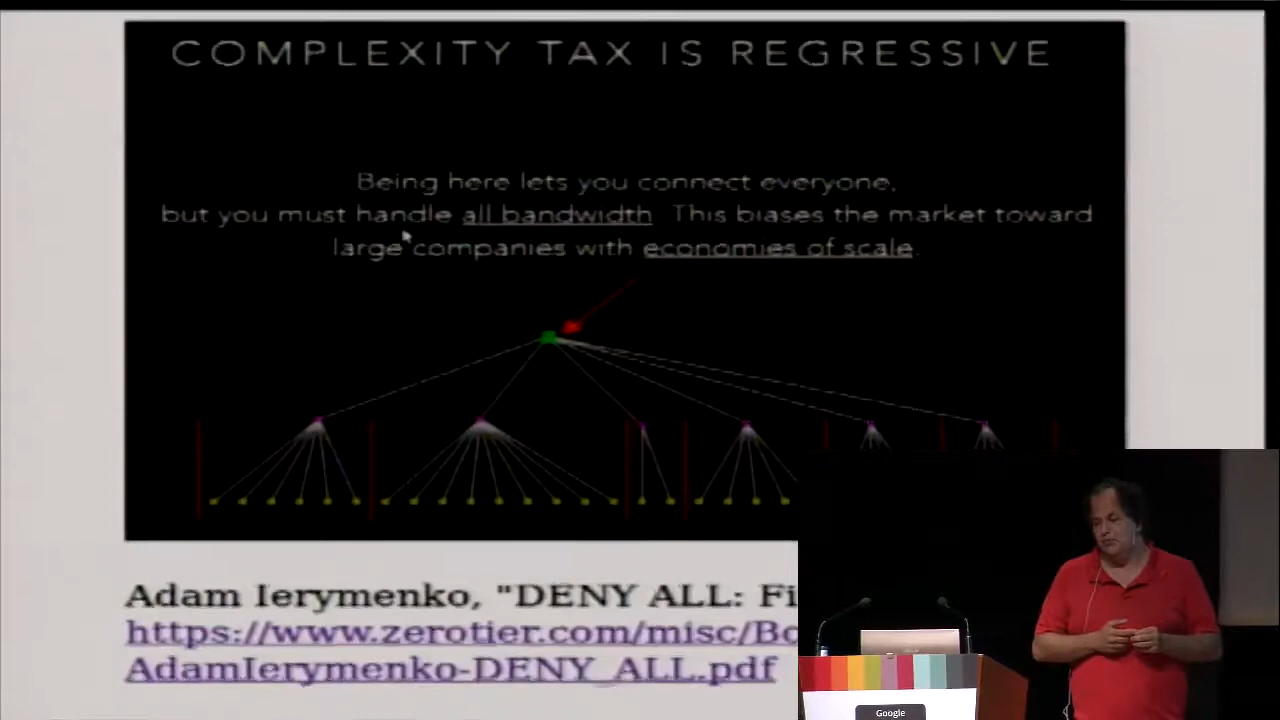 COMPLEXITY TAX IS REGRESSIVE
Being here lets you connect everyone,
but you must handle all bandwidth This biases the market toward
large companies with economies of scale.
Adam Ierymenko, "DENY ALL: Fi
https://www.zerotier.com/misc/Bo
AdamIerymenko-DENY_ALL.pdf
Google